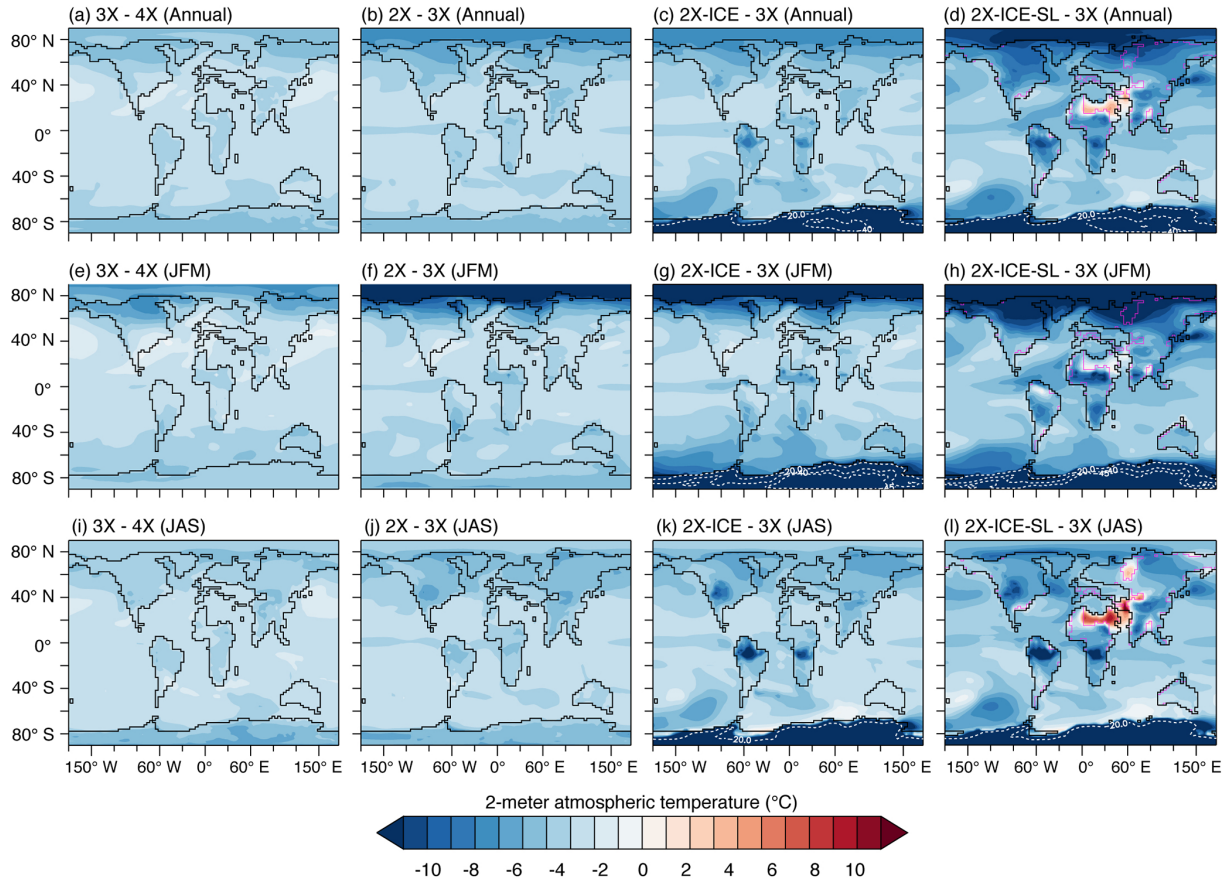 (a) 3X - 4X (Annual)
(b) 2X - 3X (Annual)
(c) 2X-ICE - 3X (Annual)
(d) 2X-ICE-SL - 3X (Annual)
80° N
40° N
0°
40° S
80° S
20.0
40
20.0
(e) 3X - 4X (JFM)
(f) 2X - 3X (JFM)
(g) 2X-ICE - 3X (JFM)
(h) 2X-ICE-SL - 3X (JFM)
80° N
40° N
0°
40° S
80° S
20.0
20.0
(i) 3X - 4X (JAS)
(j) 2X - 3X (JAS)
(k) 2X-ICE - 3X (JAS)
(l) 2X-ICE-SL - 3X (JAS)
80° N
40° N
0°
40° S
80° S
20.0
20.0
150° W 60° W 0° 60° E 150° E
150° W 60° W 0° 60° E 150° E
150° W 60° W 0° 60° E 150° E
150° W 60° W 0° 60° E 150° E
2-meter atmospheric temperature (°C)
-10 -8 -6 -4 -2 0 2 4 6 8 10